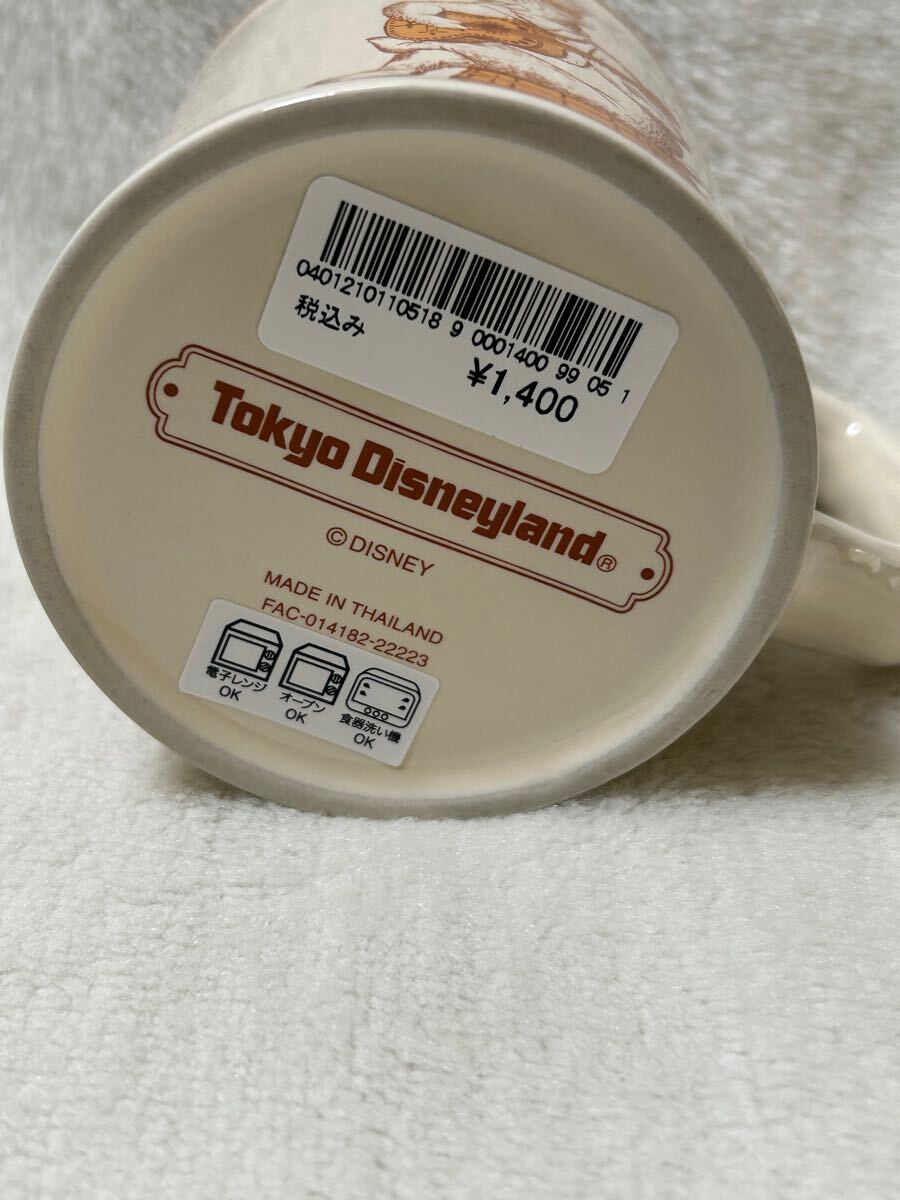 0401210110518 9 0001400 99 05 1
税込み
¥1,400
Tokyo Disneyland®
©DISNEY
MADE IN THAILAND
FAC-014182-22223
電子レンジ
OK
オーブン
OK
食器洗い機
OK